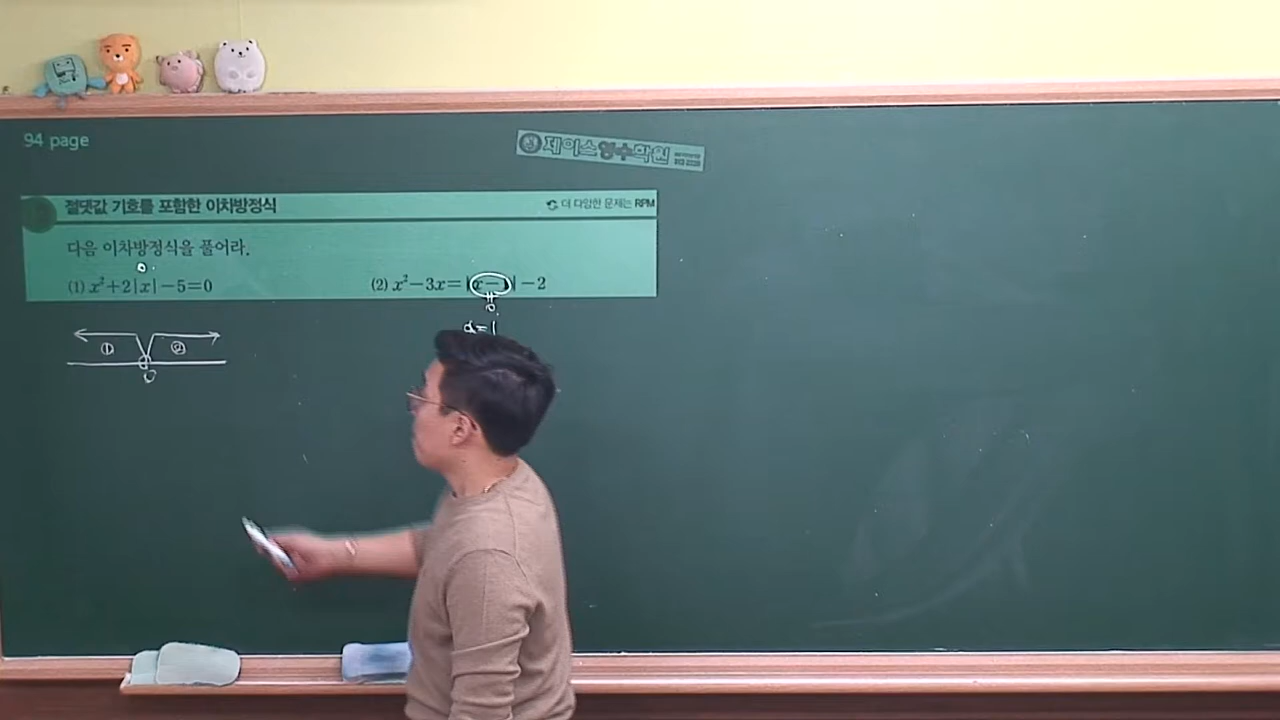 94 page
제이스영수학원
절댓값 기호를 포함한 이차방정식
더 다양한 문제는 RPM
다음 이차방정식을 풀어라.
0
(1) x²+2|x|-5=0
(2) x²-3x=|x-1|-2
0
x=1
① ②
0